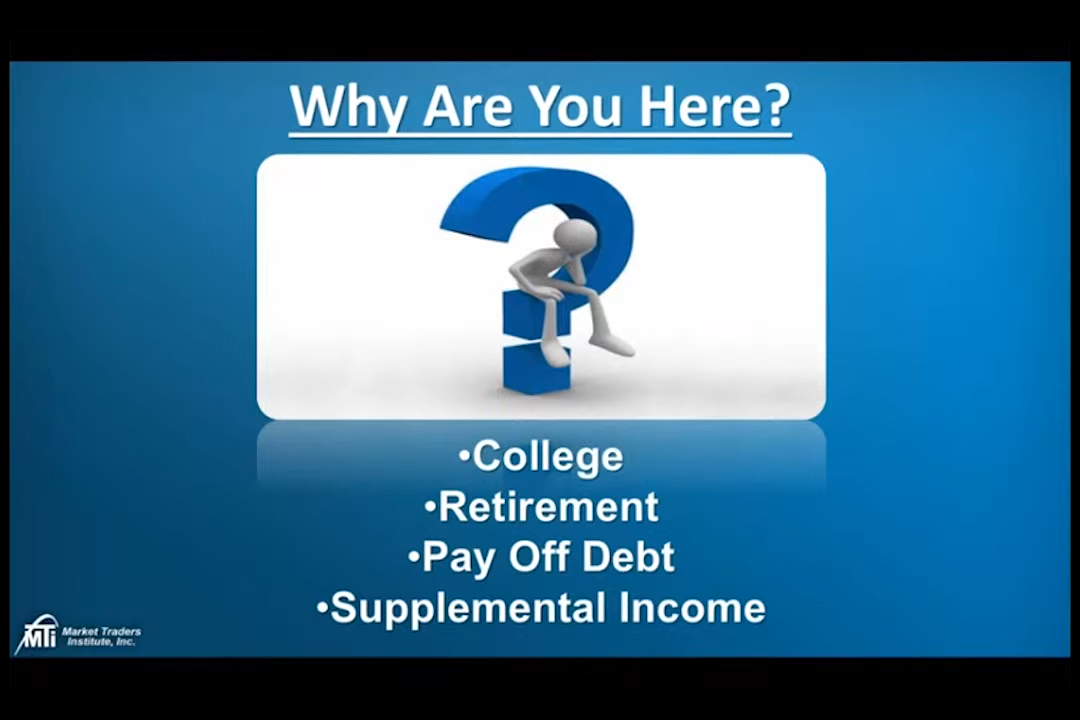 Why Are You Here?
•College
•Retirement
•Pay Off Debt
•Supplemental Income
MTI Market Traders
Institute, Inc.